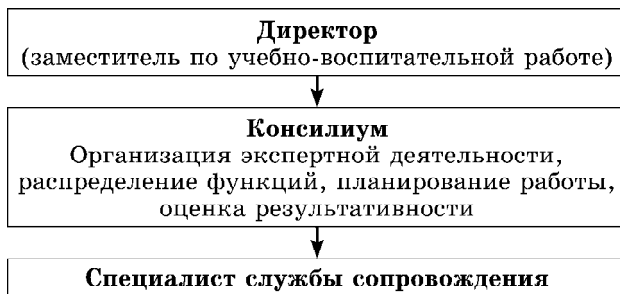 Директор
(заместитель по учебно-воспитательной работе)
Консилиум
Организация экспертной деятельности,
распределение функций, планирование работы,
оценка результативности
Специалист службы сопровождения